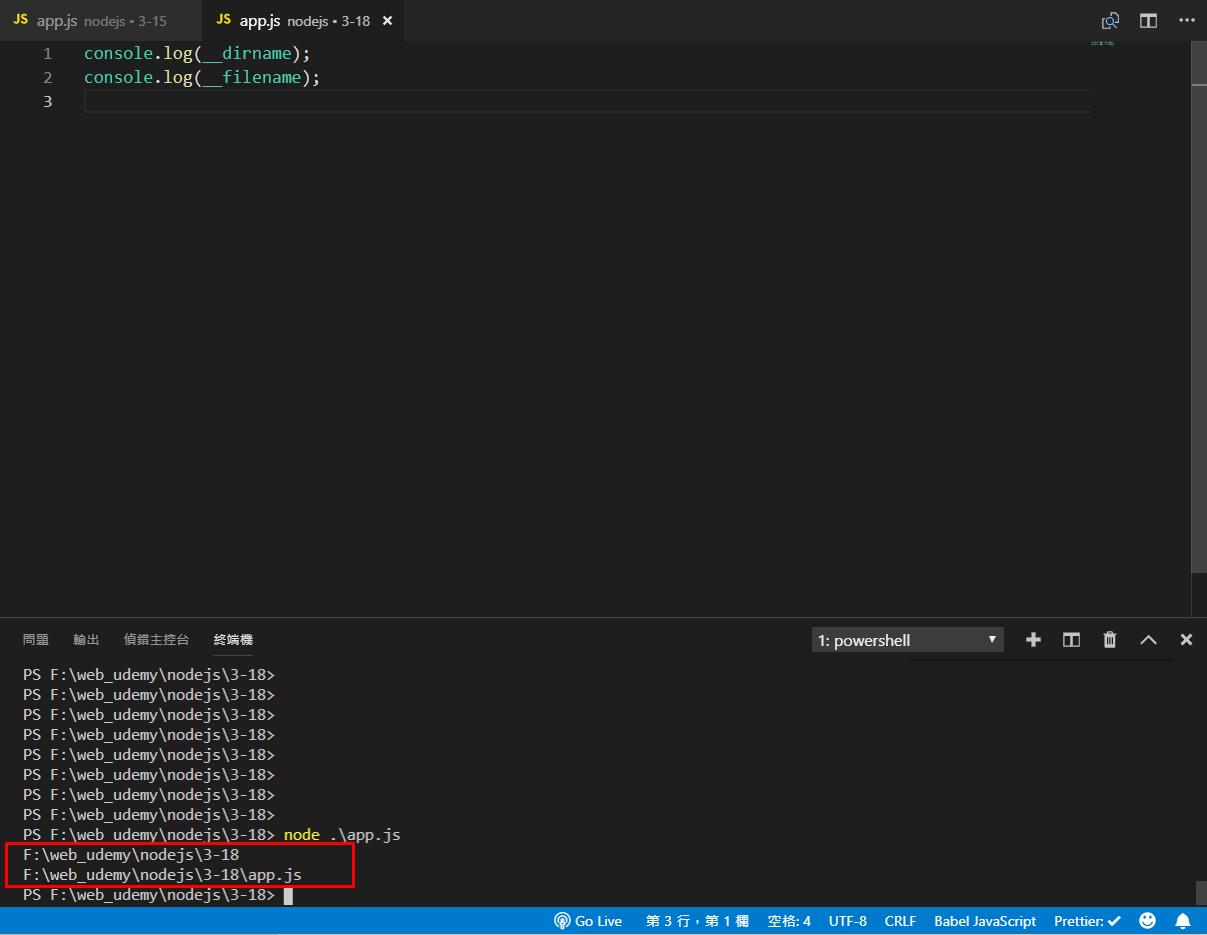 JS app.js nodejs • 3-15 JS app.js nodejs • 3-18
1 console.log(__dirname);
2 console.log(__filename);
3
問題 輸出 偵錯主控台 終端機 1: powershell
PS F:\web_udemy\nodejs\3-18>
PS F:\web_udemy\nodejs\3-18>
PS F:\web_udemy\nodejs\3-18>
PS F:\web_udemy\nodejs\3-18>
PS F:\web_udemy\nodejs\3-18>
PS F:\web_udemy\nodejs\3-18>
PS F:\web_udemy\nodejs\3-18>
PS F:\web_udemy\nodejs\3-18>
PS F:\web_udemy\nodejs\3-18> node .\app.js
F:\web_udemy\nodejs\3-18
F:\web_udemy\nodejs\3-18\app.js
PS F:\web_udemy\nodejs\3-18>
Go Live 第 3 行，第 1 欄 空格: 4 UTF-8 CRLF Babel JavaScript Prettier: ✓